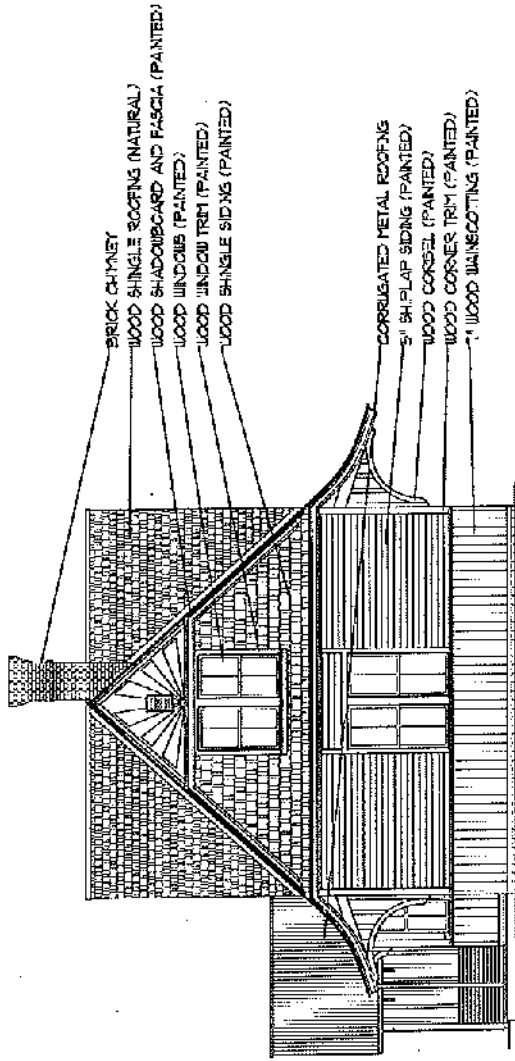 BRICK CHIMNEY
WOOD SHINGLE ROOFING (NATURAL)
WOOD SHADOWBOARD AND FASCIA (PAINTED)
WOOD WINDOWS (PAINTED)
WOOD WINDOW TRIM (PAINTED)
WOOD SHINGLE SIDING (PAINTED)
CORRUGATED METAL ROOFING
5" SHIPLAP SIDING (PAINTED)
WOOD CORBEL (PAINTED)
WOOD CORNER TRIM (PAINTED)
WOOD WAINSCOTTING (PAINTED)